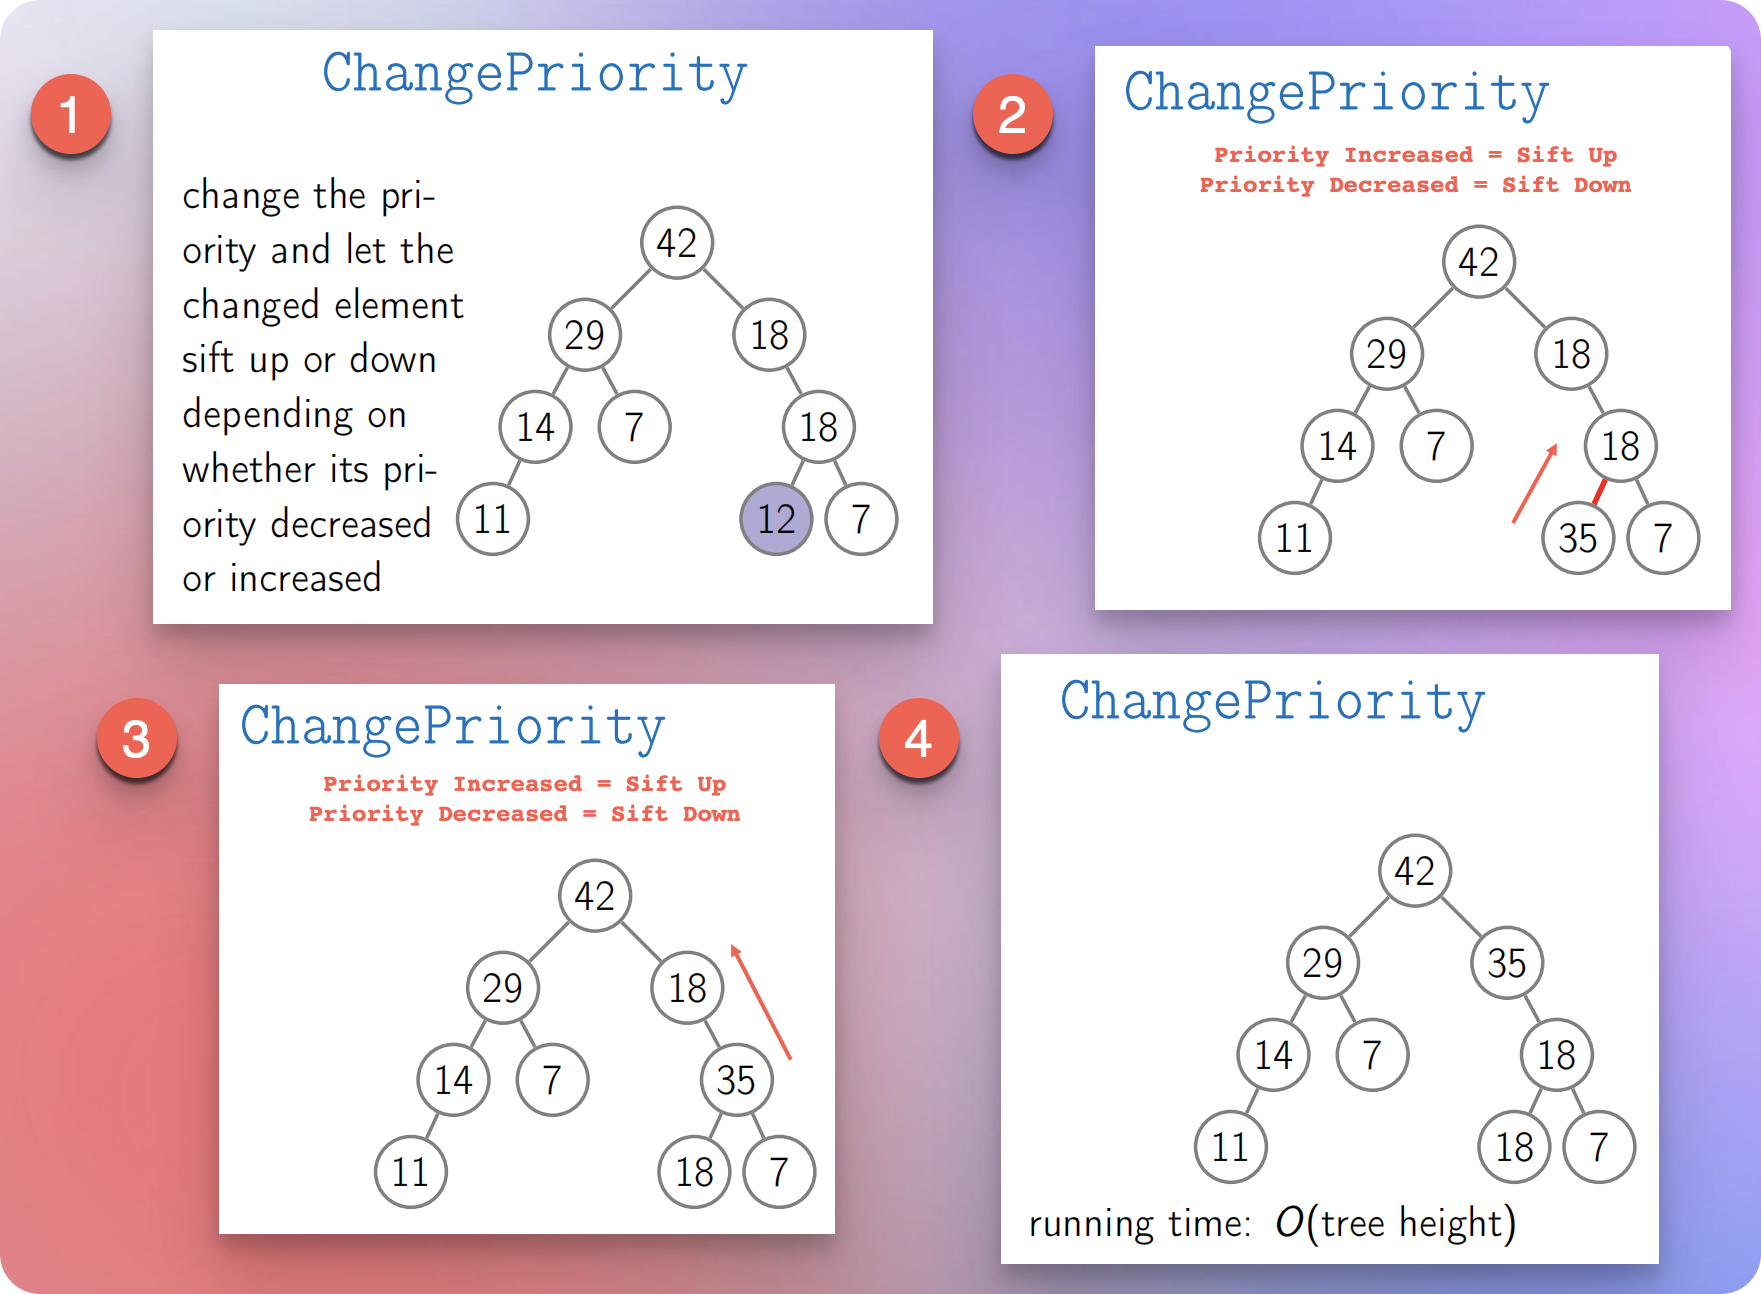 1
ChangePriority
change the pri-
ority and let the
changed element
sift up or down
depending on
whether its pri-
ority decreased
or increased
42
29 18
14 7 18
11 12 7
2
ChangePriority
Priority Increased = Sift Up
Priority Decreased = Sift Down
42
29 18
14 7 18
11 35 7
3
ChangePriority
Priority Increased = Sift Up
Priority Decreased = Sift Down
42
29 18
14 7 35
11 18 7
4
ChangePriority
42
29 35
14 7 18
11 18 7
running time: O(tree height)